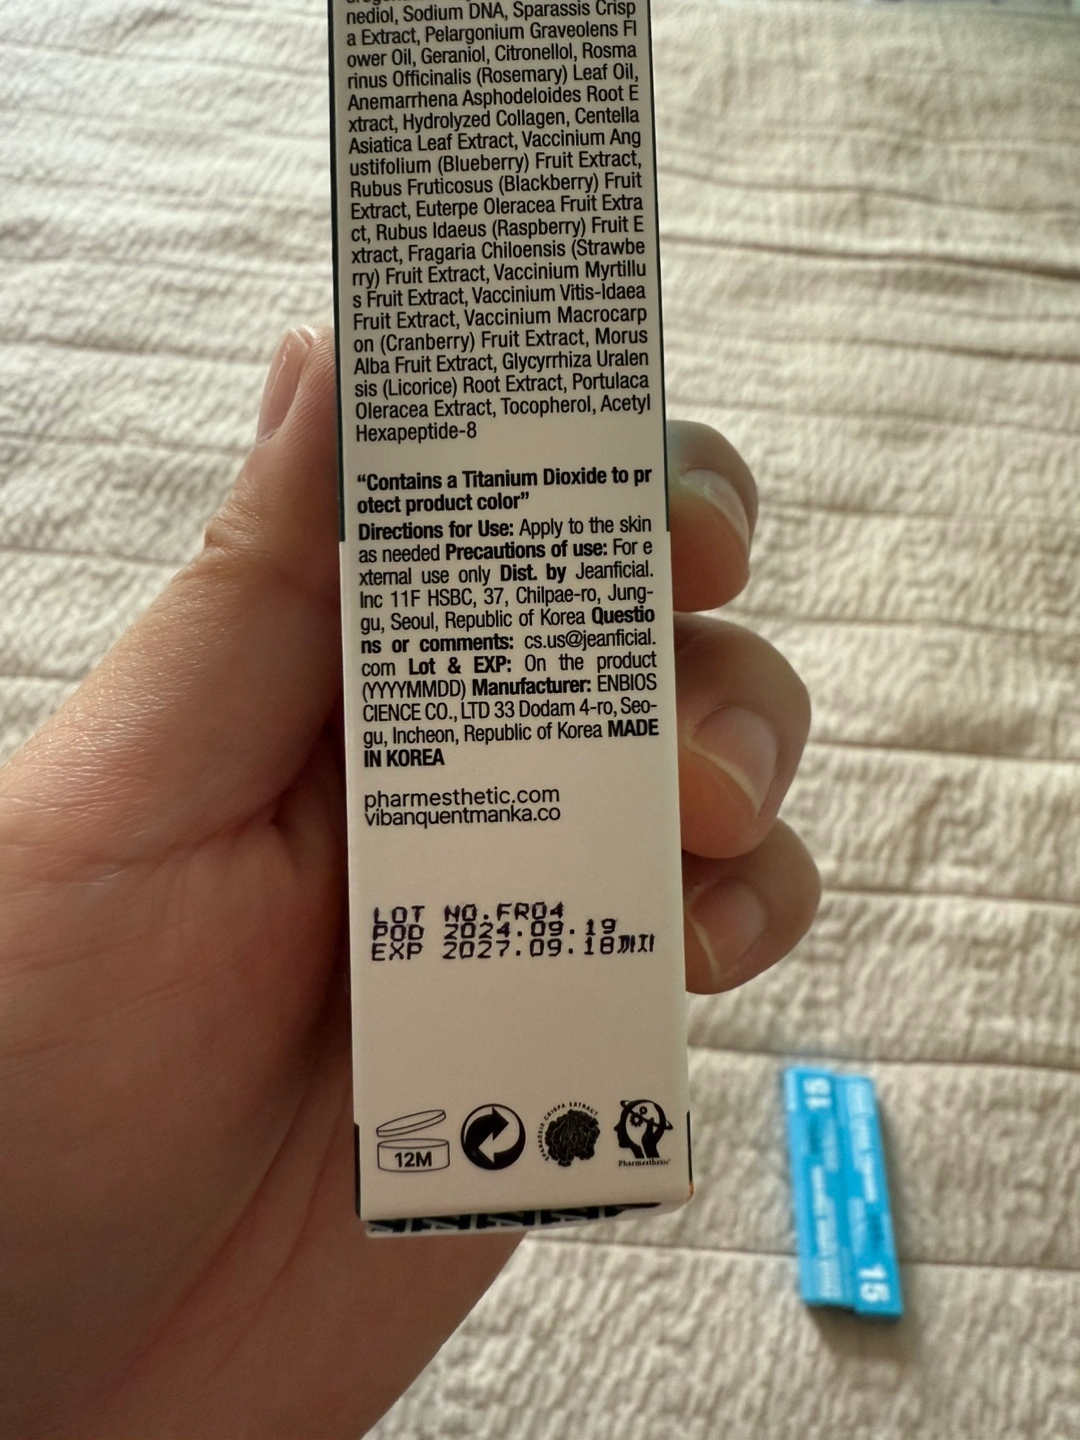 nediol, Sodium DNA, Sparassis Crisp
a Extract, Pelargonium Graveolens Fl
ower Oil, Geraniol, Citronellol, Rosma
rinus Officinalis (Rosemary) Leaf Oil,
Anemarrhena Asphodeloides Root E
xtract, Hydrolyzed Collagen, Centella
Asiatica Leaf Extract, Vaccinium Ang
ustifolium (Blueberry) Fruit Extract,
Rubus Fruticosus (Blackberry) Fruit
Extract, Euterpe Oleracea Fruit Extra
ct, Rubus Idaeus (Raspberry) Fruit E
xtract, Fragaria Chiloensis (Strawbe
rry) Fruit Extract, Vaccinium Myrtillu
s Fruit Extract, Vaccinium Vitis-Idaea
Fruit Extract, Vaccinium Macrocarp
on (Cranberry) Fruit Extract, Morus
Alba Fruit Extract, Glycyrrhiza Uralen
sis (Licorice) Root Extract, Portulaca
Oleracea Extract, Tocopherol, Acetyl
Hexapeptide-8
“Contains a Titanium Dioxide to pr
otect product color”
Directions for Use: Apply to the skin
as needed Precautions of use: For e
xternal use only Dist. by Jeanficial.
Inc 11F HSBC, 37, Chilpae-ro, Jung-
gu, Seoul, Republic of Korea Questio
ns or comments: cs.us@jeanficial.
com Lot & EXP: On the product
(YYYYMMDD) Manufacturer: ENBIOS
CIENCE CO., LTD 33 Dodam 4-ro, Seo-
gu, Incheon, Republic of Korea MADE
IN KOREA
pharmesthetic.com
vibanquentmanka.co
LOT NO.FR04
POD 2024.09.19
EXP 2027.09.18까지
12M
SPARASSIS CRISPA EXTRACT
Pharmesthetic
15
15